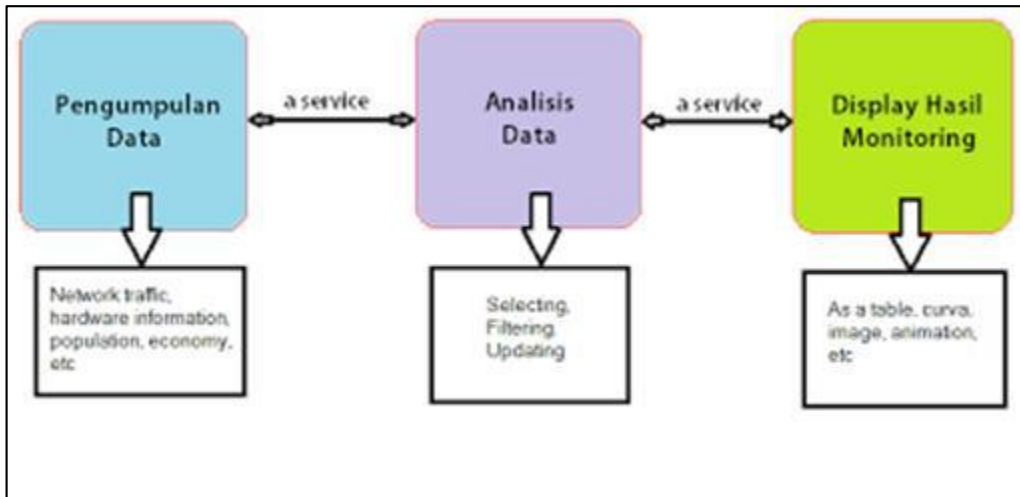 Pengumpulan
Data
a service
Analisis
Data
a service
Display Hasil
Monitoring
Network traffic,
hardware information,
population, economy,
etc
Selecting,
Filtering,
Updating
As a table, curva,
image, animation,
etc